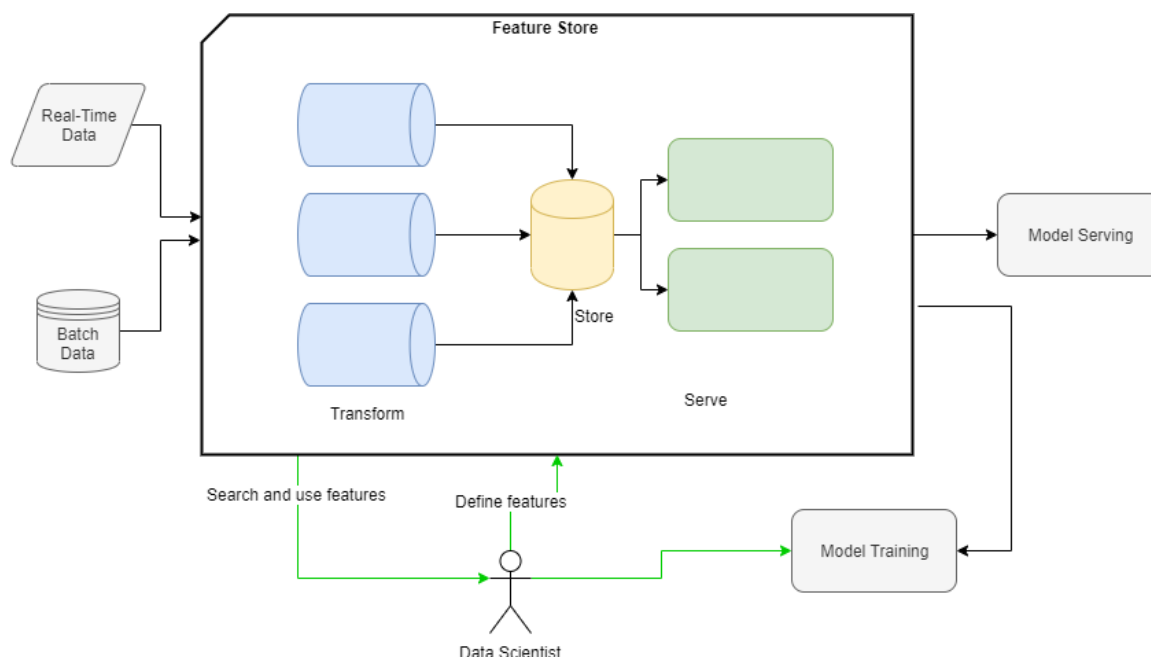 Feature Store
Real-Time
Data
Batch
Data
Store
Transform
Serve
Model Serving
Search and use features
Define features
Model Training
Data Scientist